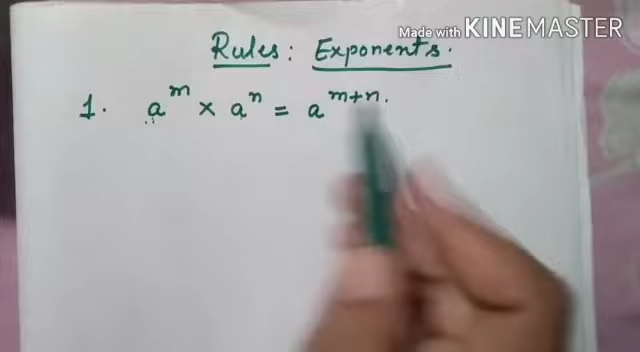 Made with KINEMASTER
Rules: Exponents.
1. a^m × a^n = a^m+n.